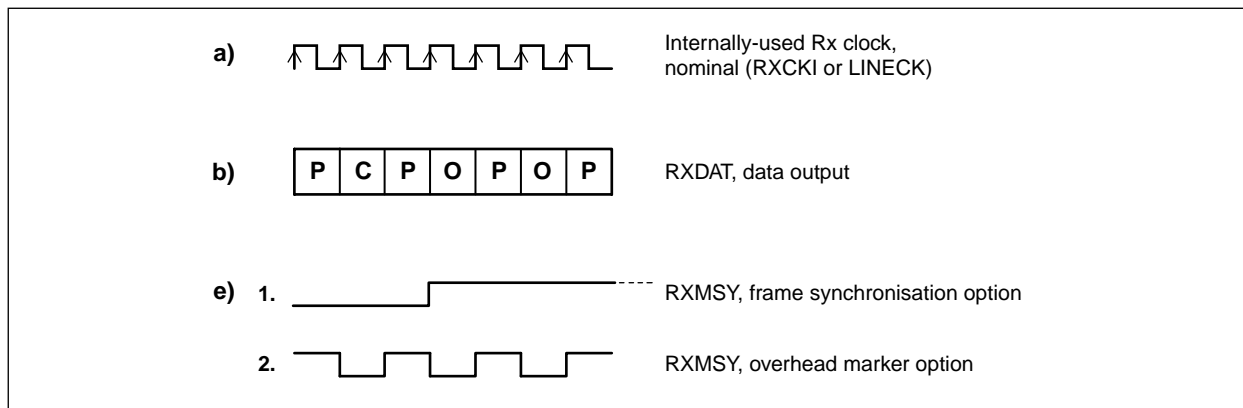 a) Internally-used Rx clock,
nominal (RXCKI or LINECK)
b) P C P O P O P RXDAT, data output
e) 1. RXMSY, frame synchronisation option
2. RXMSY, overhead marker option